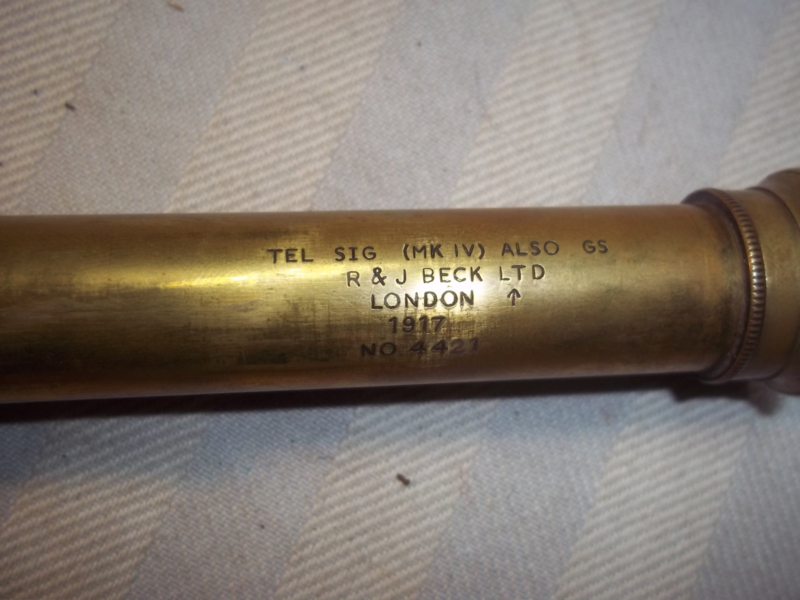 TEL SIG (MK IV) ALSO GS
R & J BECK LTD
LONDON ↑
1917
NO 4421